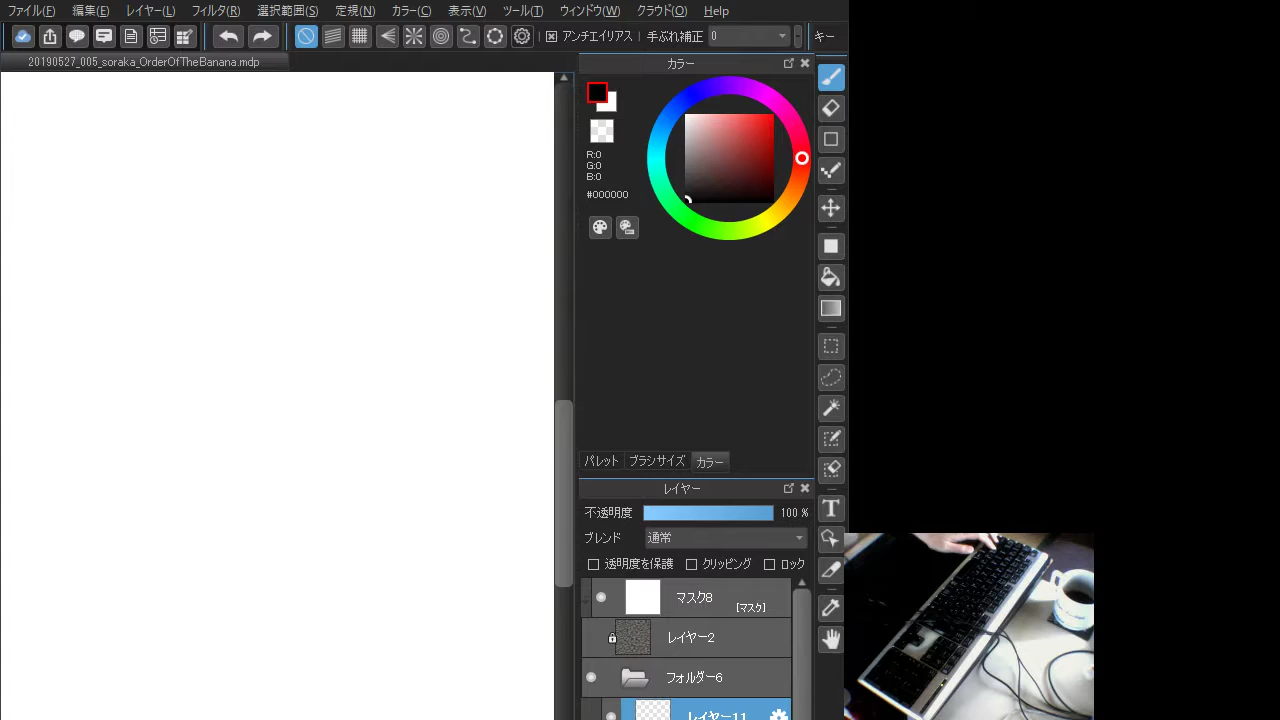 ファイル(F) 編集(E) レイヤー(L) フィルタ(R) 選択範囲(S) 定規(N) カラー(C) 表示(V) ツール(T) ウィンドウ(W) クラウド(O) Help
アンチエイリアス 手ぶれ補正 0 キー
20190527_005_soraka_OrderOfTheBanana.mdp
カラー
R:0
G:0
B:0
#000000
パレット ブラシサイズ カラー
レイヤー
不透明度 100 %
ブレンド 通常
透明度を保護 クリッピング ロック
マスク8
[マスク]
レイヤー2
フォルダー6
レイヤー11
T